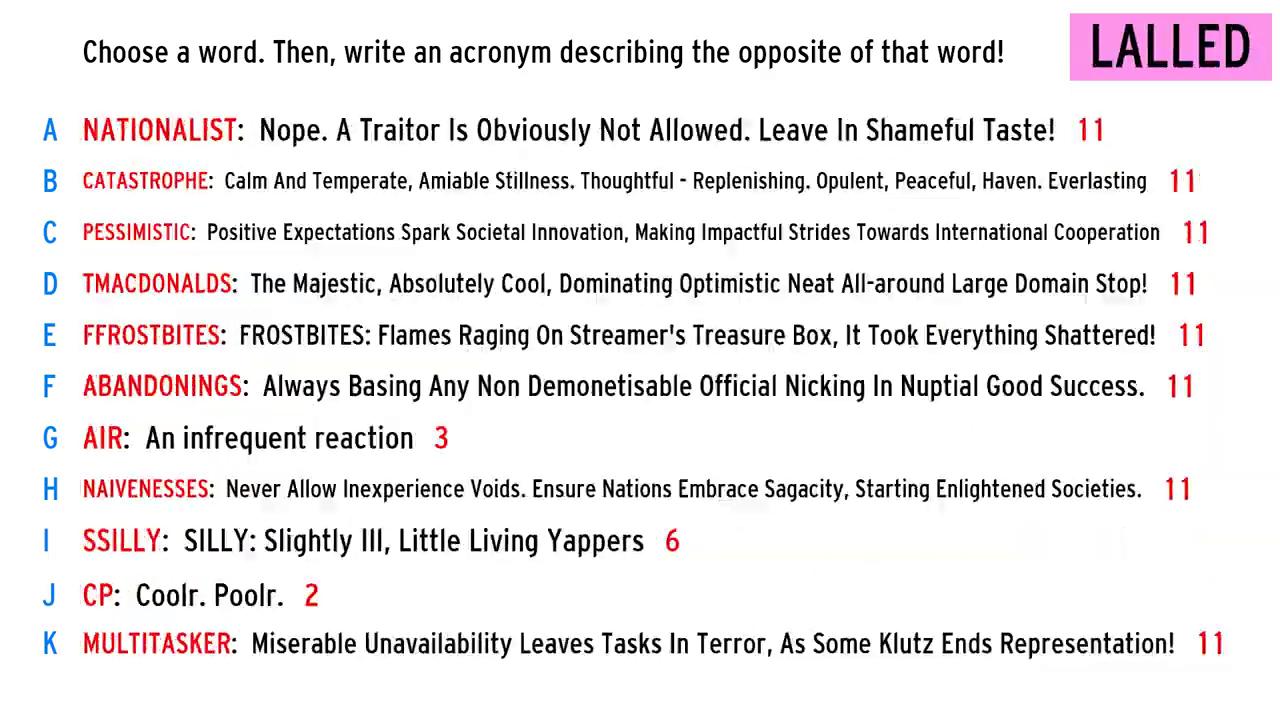 Choose a word. Then, write an acronym describing the opposite of that word!
LALLED
A NATIONALIST: Nope. A Traitor Is Obviously Not Allowed. Leave In Shameful Taste! 11
B CATASTROPHE: Calm And Temperate, Amiable Stillness. Thoughtful - Replenishing. Opulent, Peaceful, Haven. Everlasting 11
C PESSIMISTIC: Positive Expectations Spark Societal Innovation, Making Impactful Strides Towards International Cooperation 11
D TMACDONALDS: The Majestic, Absolutely Cool, Dominating Optimistic Neat All-around Large Domain Stop! 11
E FFROSTBITES: FROSTBITES: Flames Raging On Streamer's Treasure Box, It Took Everything Shattered! 11
F ABANDONINGS: Always Basing Any Non Demonetisable Official Nicking In Nuptial Good Success. 11
G AIR: An infrequent reaction 3
H NAIVENESSES: Never Allow Inexperience Voids. Ensure Nations Embrace Sagacity, Starting Enlightened Societies. 11
I SSILLY: SILLY: Slightly Ill, Little Living Yappers 6
J CP: Coolr. Poolr. 2
K MULTITASKER: Miserable Unavailability Leaves Tasks In Terror, As Some Klutz Ends Representation! 11